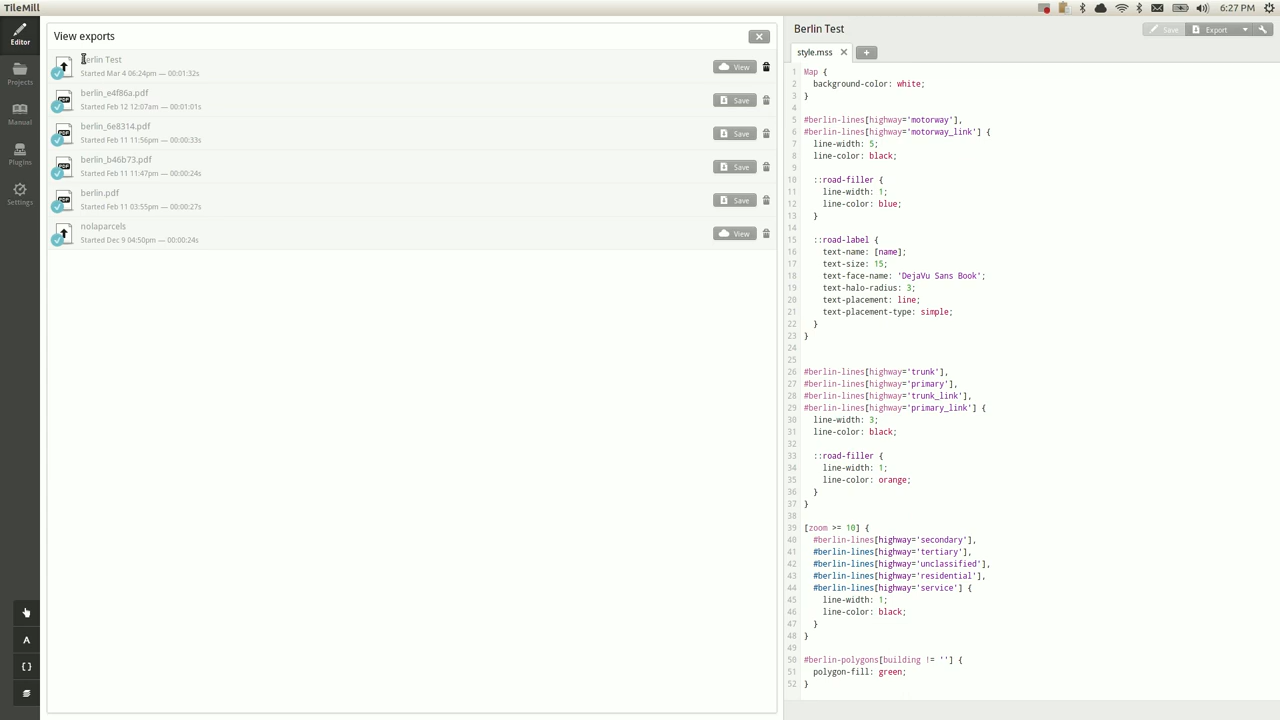 TileMill
6:27 PM
Editor
Projects
Manual
Plugins
Settings
A
{}
View exports
Berlin Test
Started Mar 4 06:24pm — 00:01:32s
View
PDF
berlin_e4f86a.pdf
Started Feb 12 12:07am — 00:01:01s
Save
PDF
berlin_6e8314.pdf
Started Feb 11 11:56pm — 00:00:33s
Save
PDF
berlin_b46b73.pdf
Started Feb 11 11:47pm — 00:00:24s
Save
PDF
berlin.pdf
Started Feb 11 03:55pm — 00:00:27s
Save
nolaparcels
Started Dec 9 04:50pm — 00:00:24s
View
Berlin Test
Save
Export
style.mss
1 Map {
2 background-color: white;
3 }
4
5 #berlin-lines[highway='motorway'],
6 #berlin-lines[highway='motorway_link'] {
7 line-width: 5;
8 line-color: black;
9
10 ::road-filler {
11 line-width: 1;
12 line-color: blue;
13 }
14
15 ::road-label {
16 text-name: [name];
17 text-size: 15;
18 text-face-name: 'DejaVu Sans Book';
19 text-halo-radius: 3;
20 text-placement: line;
21 text-placement-type: simple;
22 }
23 }
24
25
26 #berlin-lines[highway='trunk'],
27 #berlin-lines[highway='primary'],
28 #berlin-lines[highway='trunk_link'],
29 #berlin-lines[highway='primary_link'] {
30 line-width: 3;
31 line-color: black;
32
33 ::road-filler {
34 line-width: 1;
35 line-color: orange;
36 }
37 }
38
39 [zoom >= 10] {
40 #berlin-lines[highway='secondary'],
41 #berlin-lines[highway='tertiary'],
42 #berlin-lines[highway='unclassified'],
43 #berlin-lines[highway='residential'],
44 #berlin-lines[highway='service'] {
45 line-width: 1;
46 line-color: black;
47 }
48 }
49
50 #berlin-polygons[building != ''] {
51 polygon-fill: green;
52 }